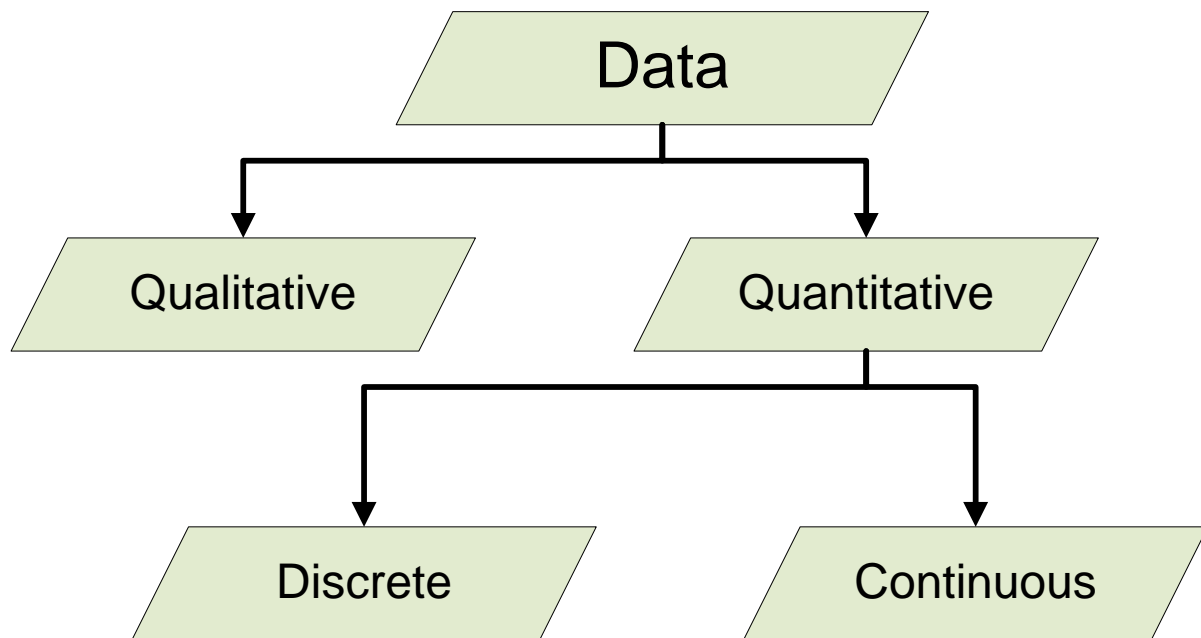 Data
Qualitative
Quantitative
Discrete
Continuous